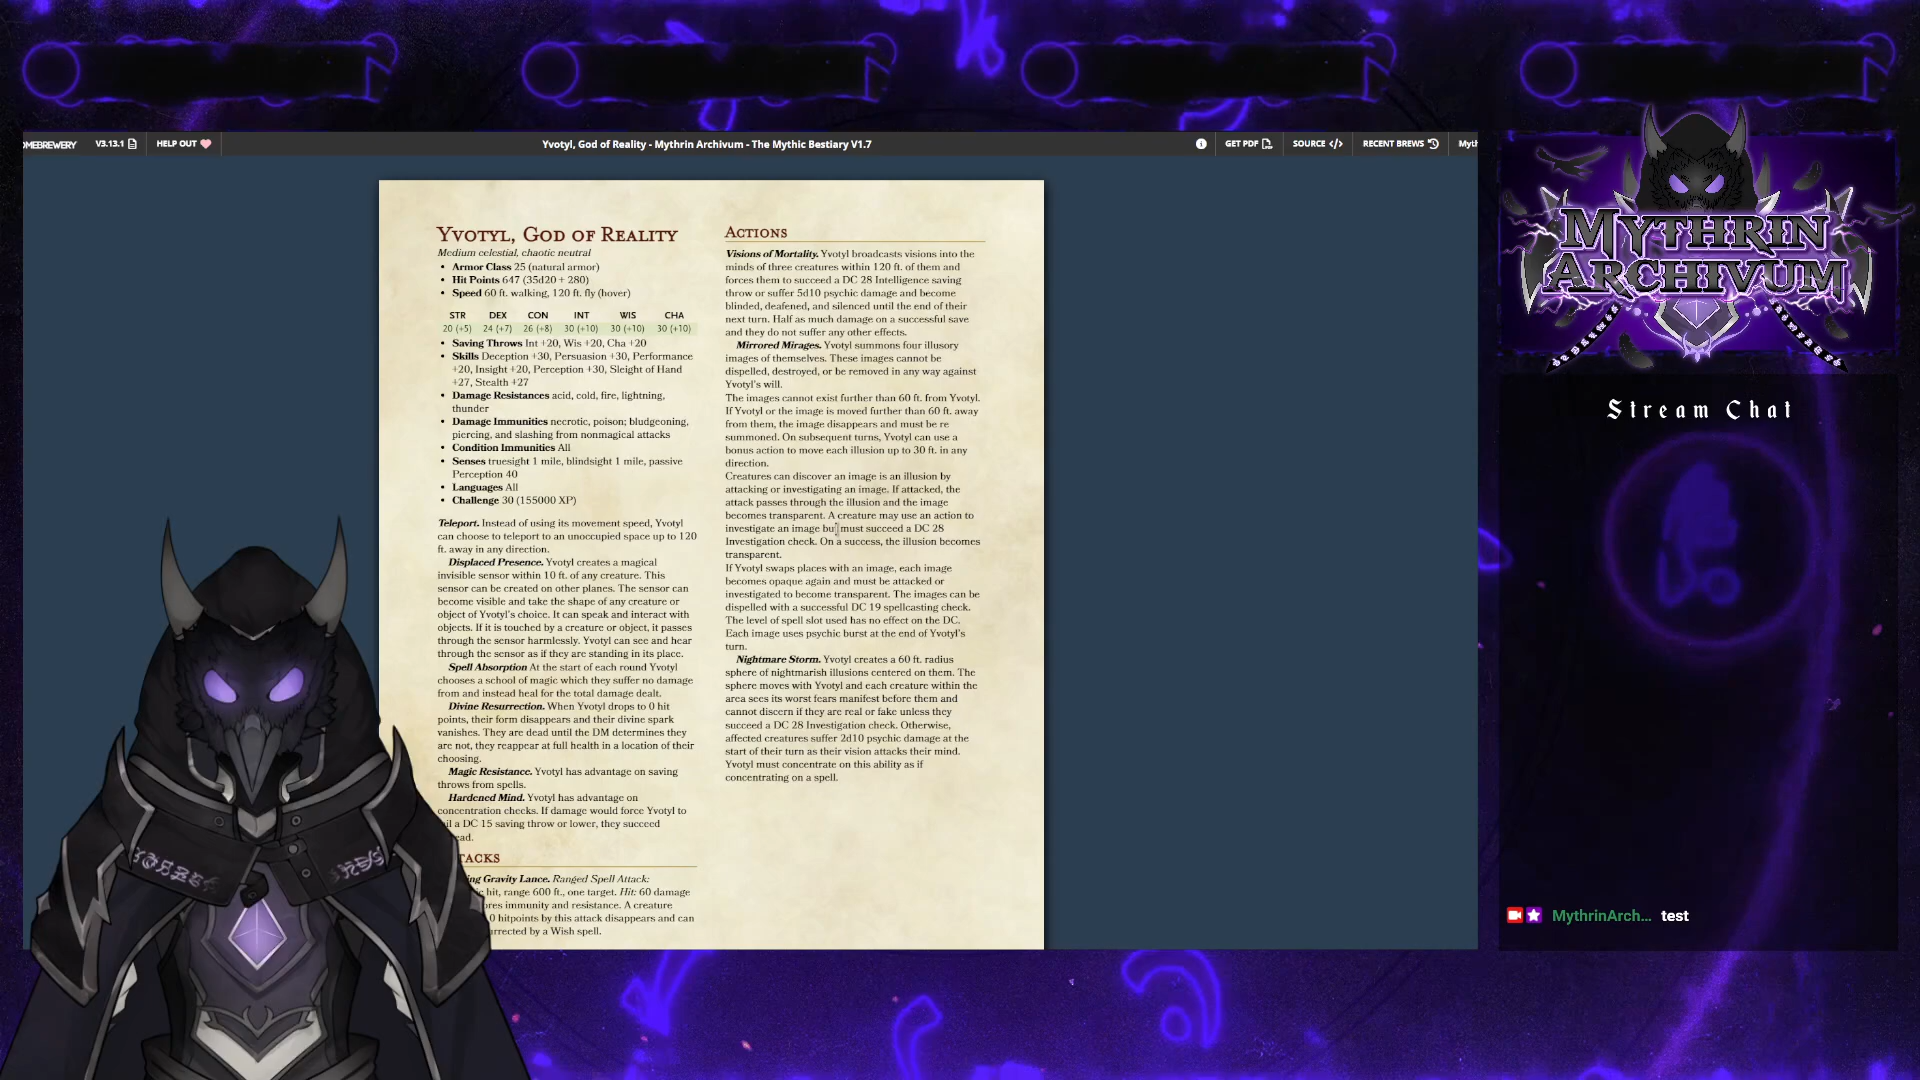 OMEBREWERY V3.13.1 HELP OUT Yvotyl, God of Reality - Mythrin Archivum - The Mythic Bestiary V1.7 GET PDF SOURCE </> RECENT BREWS Myth
Yvotyl, God of Reality
Medium celestial, chaotic neutral
• Armor Class 25 (natural armor)
• Hit Points 647 (35d20 + 280)
• Speed 60 ft. walking, 120 ft. fly (hover)
STR DEX CON INT WIS CHA
20 (+5) 24 (+7) 26 (+8) 30 (+10) 30 (+10) 30 (+10)
• Saving Throws Int +20, Wis +20, Cha +20
• Skills Deception +30, Persuasion +30, Performance
+20, Insight +20, Perception +30, Sleight of Hand
+27, Stealth +27
• Damage Resistances acid, cold, fire, lightning,
thunder
• Damage Immunities necrotic, poison; bludgeoning,
piercing, and slashing from nonmagical attacks
• Condition Immunities All
• Senses truesight 1 mile, blindsight 1 mile, passive
Perception 40
• Languages All
• Challenge 30 (155000 XP)
Teleport. Instead of using its movement speed, Yvotyl
can choose to teleport to an unoccupied space up to 120
ft. away in any direction.
Displaced Presence. Yvotyl creates a magical
invisible sensor within 10 ft. of any creature. This
sensor can be created on other planes. The sensor can
become visible and take the shape of any creature or
object of Yvotyl's choice. It can speak and interact with
objects. If it is touched by a creature or object, it passes
through the sensor harmlessly. Yvotyl can see and hear
through the sensor as if they are standing in its place.
Spell Absorption At the start of each round Yvotyl
chooses a school of magic which they suffer no damage
from and instead heal for the total damage dealt.
Divine Resurrection. When Yvotyl drops to 0 hit
points, their form disappears and their divine spark
vanishes. They are dead until the DM determines they
are not, they reappear at full health in a location of their
choosing.
Magic Resistance. Yvotyl has advantage on saving
throws from spells.
Hardened Mind. Yvotyl has advantage on
concentration checks. If damage would force Yvotyl to
a DC 15 saving throw or lower, they succeed
ead.
TACKS
ng Gravity Lance. Ranged Spell Attack:
hit, range 600 ft., one target. Hit: 60 damage
ores immunity and resistance. A creature
0 hitpoints by this attack disappears and can
urrected by a Wish spell.
Actions
Visions of Mortality. Yvotyl broadcasts visions into the
minds of three creatures within 120 ft. of them and
forces them to succeed a DC 28 Intelligence saving
throw or suffer 5d10 psychic damage and become
blinded, deafened, and silenced until the end of their
next turn. Half as much damage on a successful save
and they do not suffer any other effects.
Mirrored Mirages. Yvotyl summons four illusory
images of themselves. These images cannot be
dispelled, destroyed, or be removed in any way against
Yvotyl's will.
The images cannot exist further than 60 ft. from Yvotyl.
If Yvotyl or the image is moved further than 60 ft. away
from them, the image disappears and must be re
summoned. On subsequent turns, Yvotyl can use a
bonus action to move each illusion up to 30 ft. in any
direction.
Creatures can discover an image is an illusion by
attacking or investigating an image. If attacked, the
attack passes through the illusion and the image
becomes transparent. A creature may use an action to
investigate an image but must succeed a DC 28
Investigation check. On a success, the illusion becomes
transparent.
If Yvotyl swaps places with an image, each image
becomes opaque again and must be attacked or
investigated to become transparent. The images can be
dispelled with a successful DC 19 spellcasting check.
The level of spell slot used has no effect on the DC.
Each image uses psychic burst at the end of Yvotyl's
turn.
Nightmare Storm. Yvotyl creates a 60 ft. radius
sphere of nightmarish illusions centered on them. The
sphere moves with Yvotyl and each creature within the
area sees its worst fears manifest before them and
cannot discern if they are real or fake unless they
succeed a DC 28 Investigation check. Otherwise,
affected creatures suffer 2d10 psychic damage at the
start of their turn as their vision attacks their mind.
Yvotyl must concentrate on this ability as if
concentrating on a spell.
MYTHRIN
ARCHIVUM
Stream Chat
MythrinArch... test